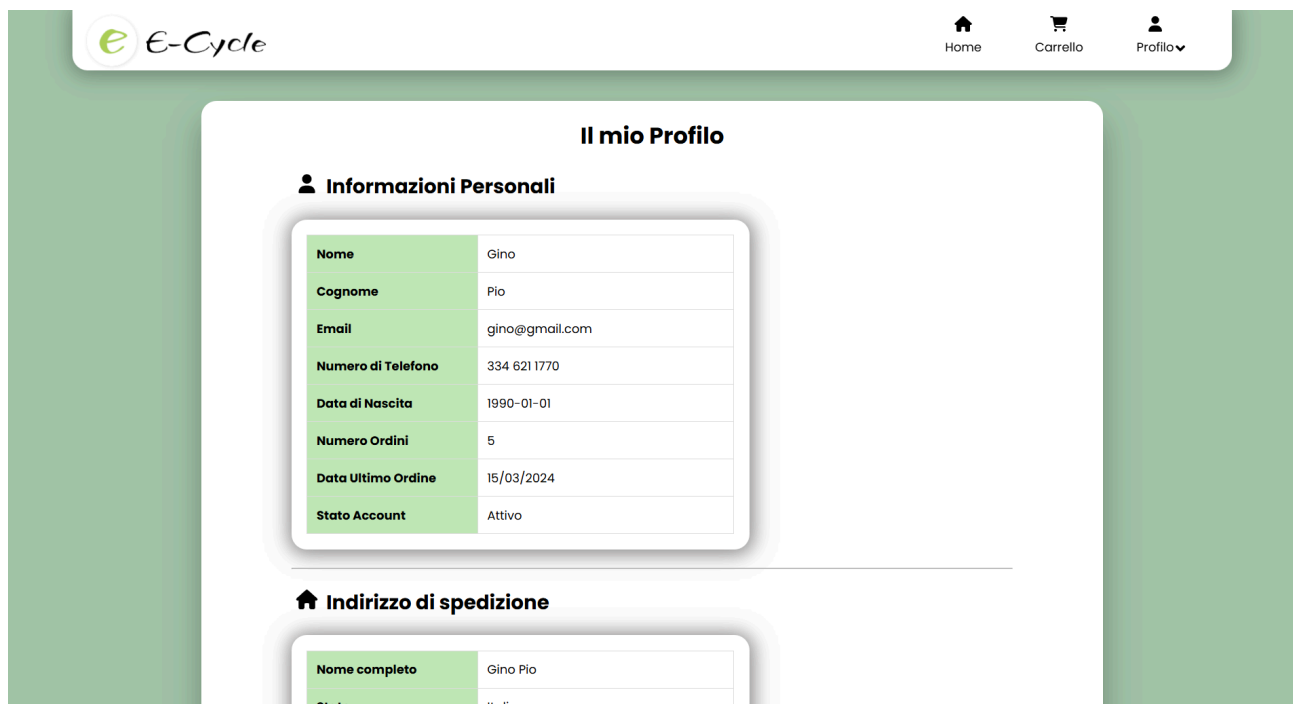 e E-Cycle
Home Carrello Profilo
Il mio Profilo
Informazioni Personali
Nome Gino
Cognome Pio
Email gino@gmail.com
Numero di Telefono 334 621 1770
Data di Nascita 1990-01-01
Numero Ordini 5
Data Ultimo Ordine 15/03/2024
Stato Account Attivo
Indirizzo di spedizione
Nome completo Gino Pio